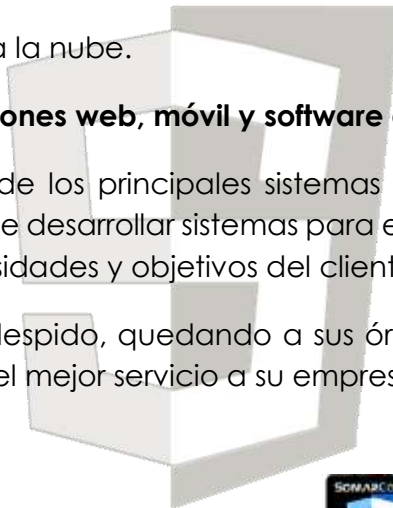 a la nube.
ones web, móvil y software
de los principales sistemas
e desarrollar sistemas para e
sidades y objetivos del client
despido, quedando a sus ór
el mejor servicio a su empres
SOMARCo